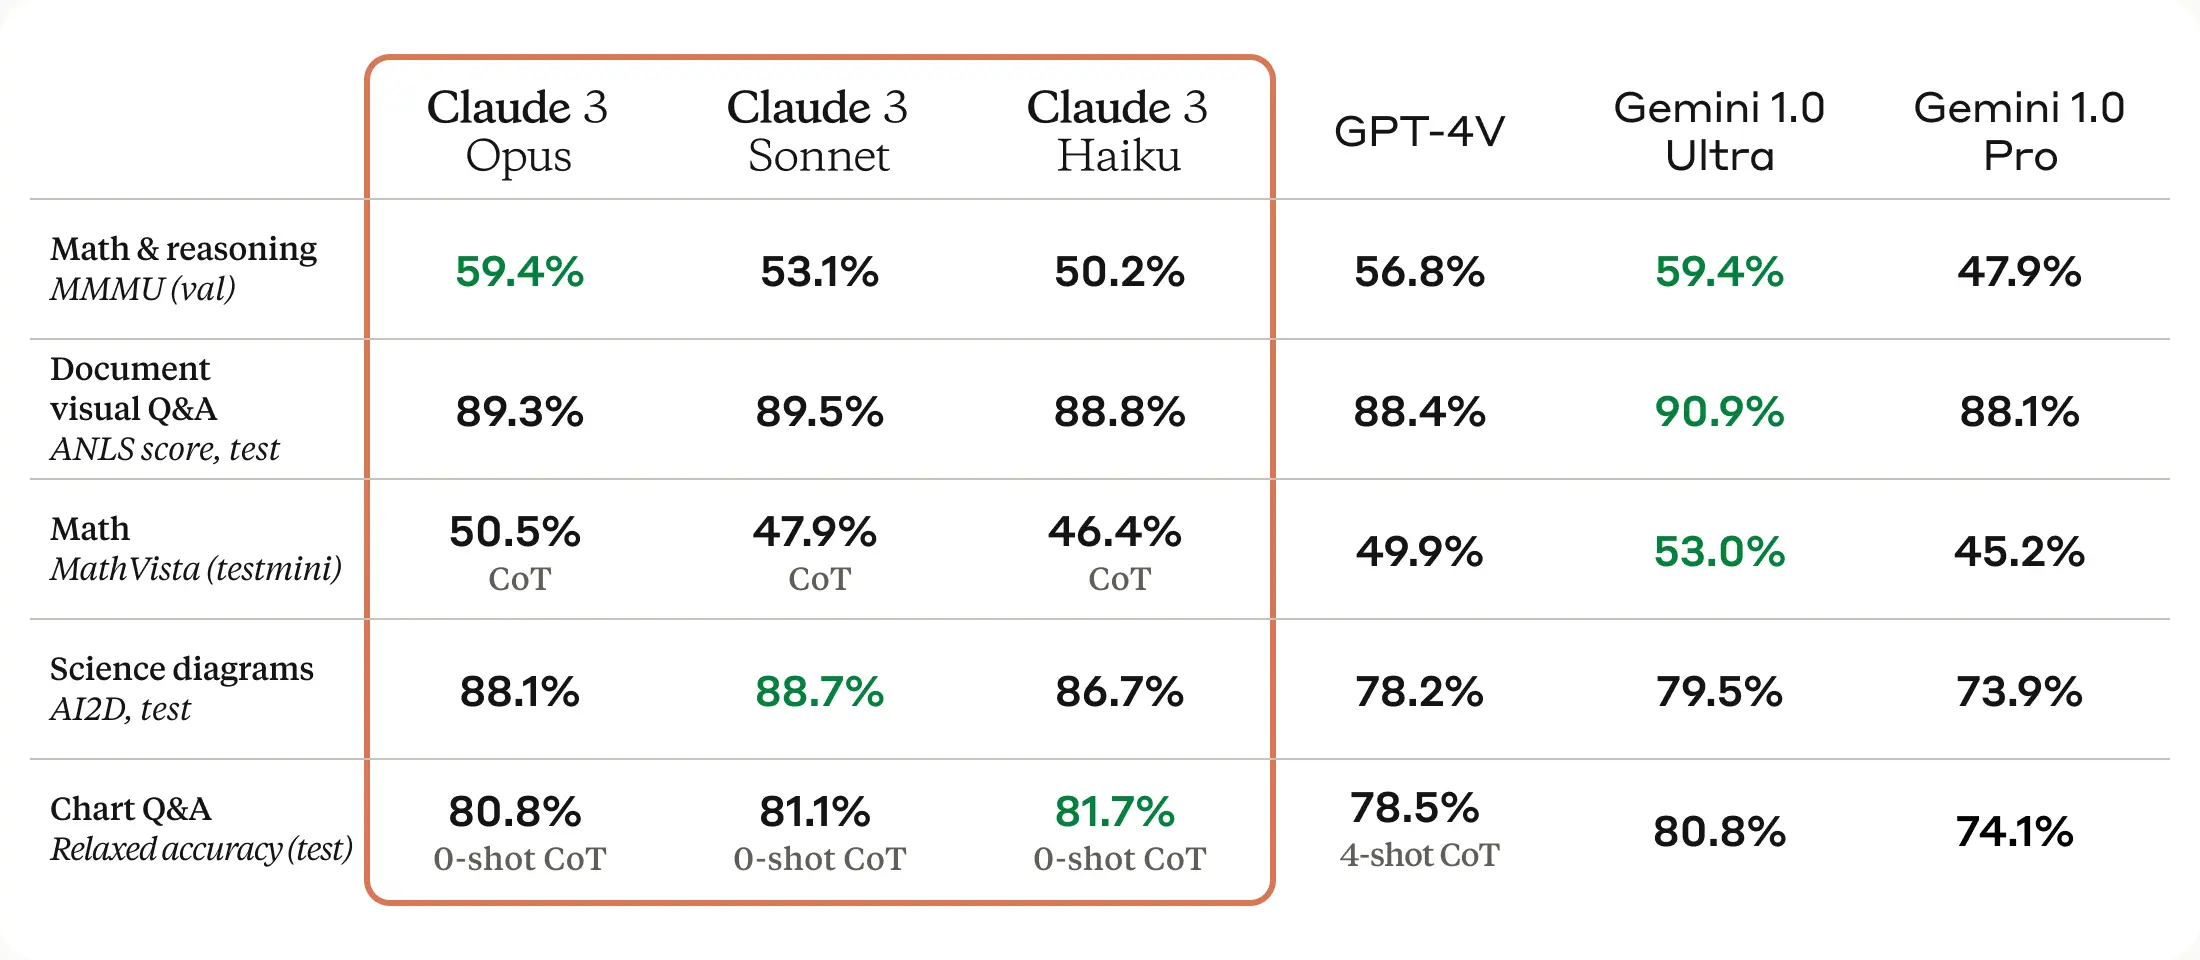 Claude 3 Opus
Claude 3 Sonnet
Claude 3 Haiku
GPT-4V
Gemini 1.0 Ultra
Gemini 1.0 Pro
Math & reasoning
MMMU (val)
59.4% 53.1% 50.2% 56.8% 59.4% 47.9%
Document
visual Q&A
ANLS score, test
89.3% 89.5% 88.8% 88.4% 90.9% 88.1%
Math
MathVista (testmini)
50.5% 47.9% 46.4% 49.9% 53.0% 45.2%
CoT CoT CoT
Science diagrams
AI2D, test
88.1% 88.7% 86.7% 78.2% 79.5% 73.9%
Chart Q&A
Relaxed accuracy (test)
80.8% 81.1% 81.7% 78.5% 80.8% 74.1%
0-shot CoT 0-shot CoT 0-shot CoT 4-shot CoT